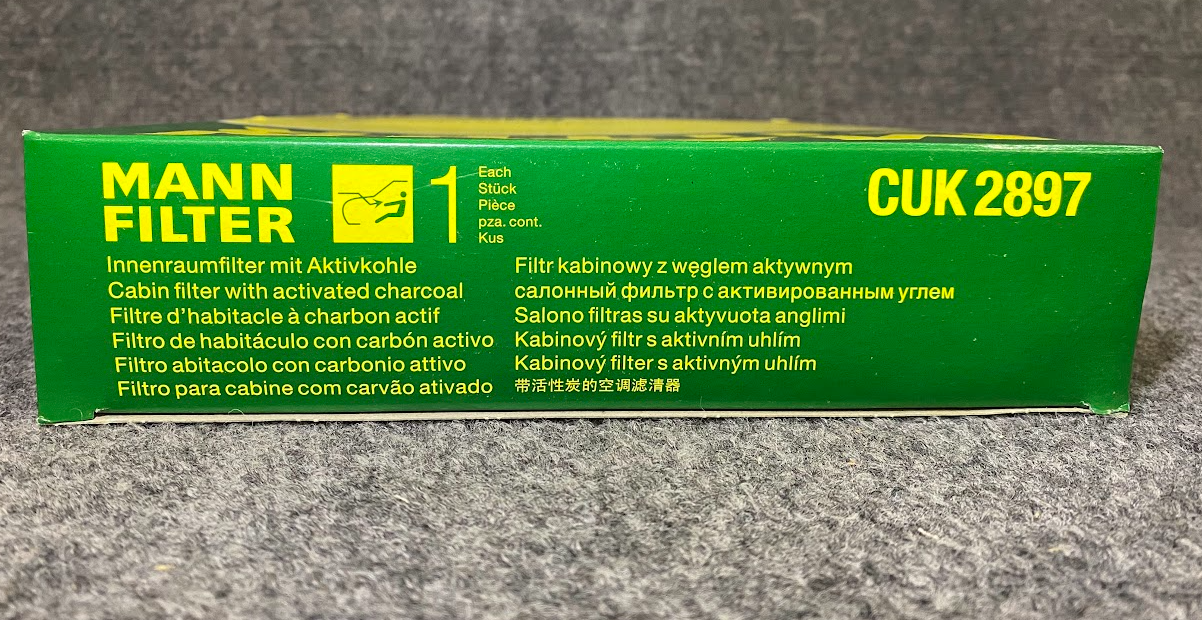 MANN
FILTER
1
Each
Stück
Pièce
pza. cont.
Kus
CUK 2897
Innenraumfilter mit Aktivkohle
Cabin filter with activated charcoal
Filtre d'habitacle à charbon actif
Filtro de habitáculo con carbón activo
Filtro abitacolo con carbonio attivo
Filtro para cabine com carvão ativado
Filtr kabinowy z węglem aktywnym
салонный фильтр с активированным углем
Salono filtras su aktyvuota anglimi
Kabinový filtr s aktivním uhlím
Kabinový filter s aktivným uhlím
带活性炭的空调滤清器